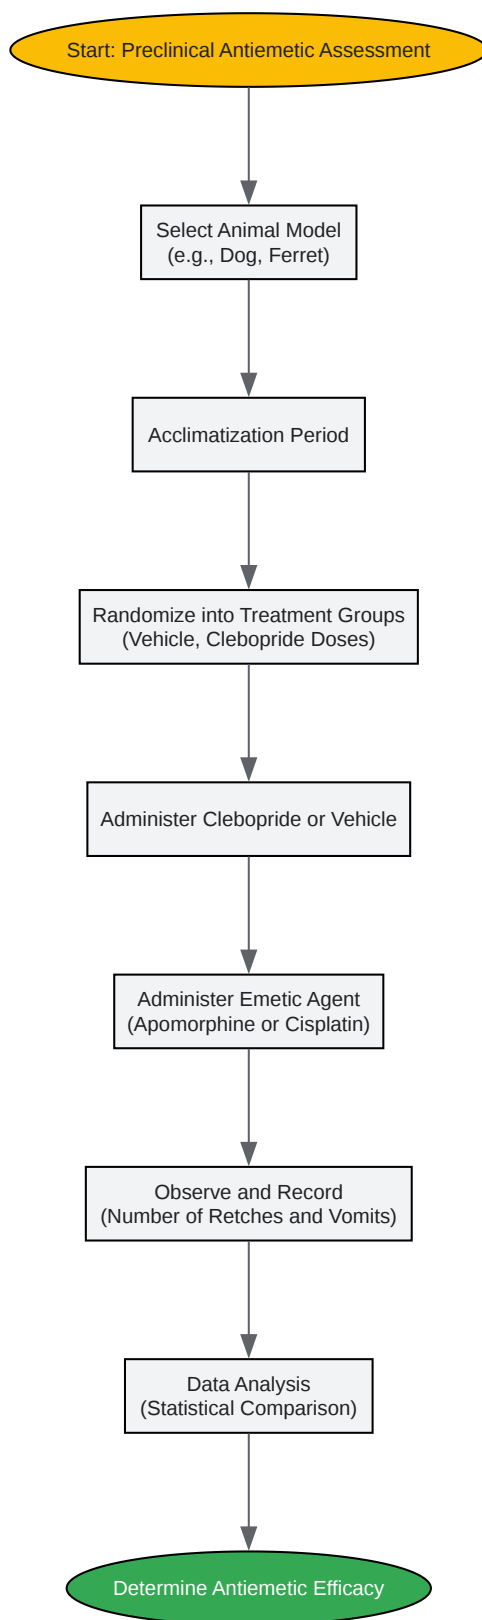 Start: Preclinical Antiemetic Assessment
Select Animal Model
(e.g., Dog, Ferret)
Acclimatization Period
Randomize into Treatment Groups
(Vehicle, Clebopride Doses)
Administer Clebopride or Vehicle
Administer Emetic Agent
(Apomorphine or Cisplatin)
Observe and Record
(Number of Retches and Vomits)
Data Analysis
(Statistical Comparison)
Determine Antiemetic Efficacy